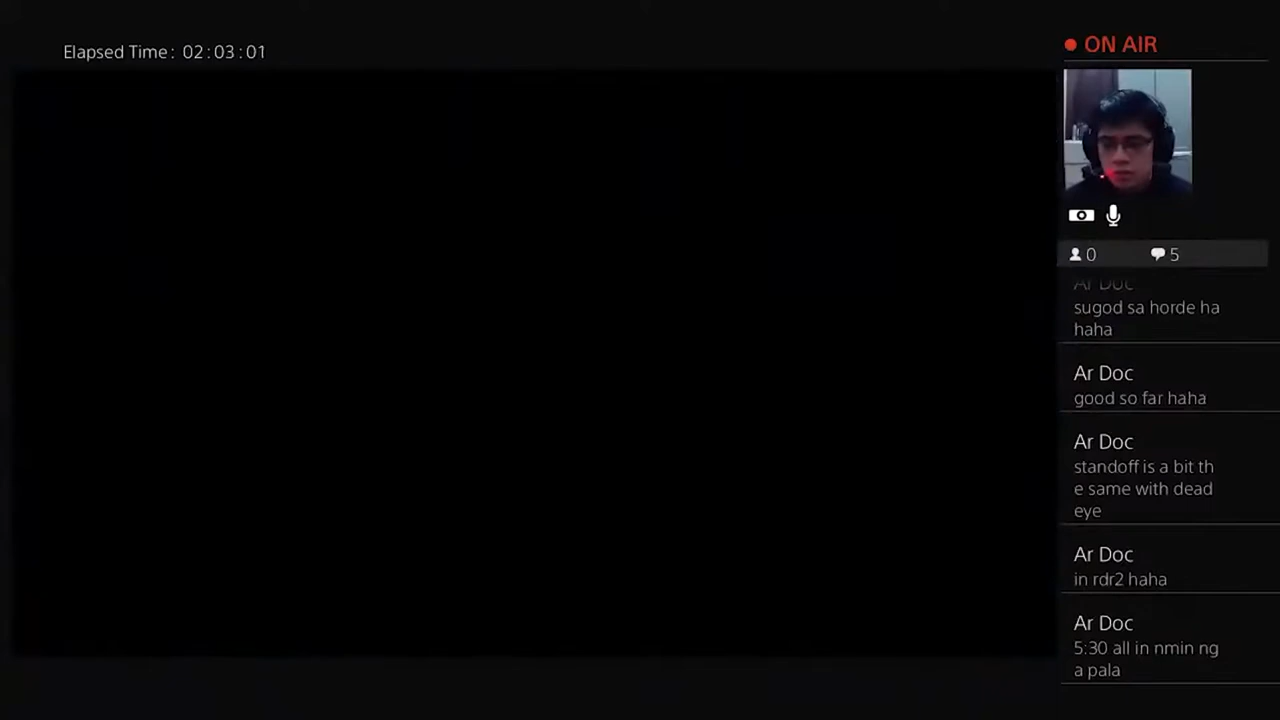 Elapsed Time: 02:03:01
ON AIR
0 5
Ar Doc
sugod sa horde ha
haha
Ar Doc
good so far haha
Ar Doc
standoff is a bit th
e same with dead
eye
Ar Doc
in rdr2 haha
Ar Doc
5:30 all in nmin ng
a pala